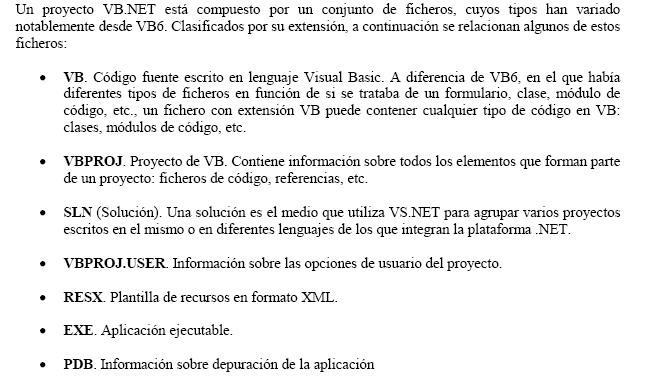 Un proyecto VB.NET está compuesto por un conjunto de ficheros, cuyos tipos han variado
notablemente desde VB6. Clasificados por su extensión, a continuación se relacionan algunos de estos
ficheros:
• VB. Código fuente escrito en lenguaje Visual Basic. A diferencia de VB6, en el que había
diferentes tipos de ficheros en función de si se trataba de un formulario, clase, módulo de
código, etc., un fichero con extensión VB puede contener cualquier tipo de código en VB:
clases, módulos de código, etc.
• VBPROJ. Proyecto de VB. Contiene información sobre todos los elementos que forman parte
de un proyecto: ficheros de código, referencias, etc.
• SLN (Solución). Una solución es el medio que utiliza VS.NET para agrupar varios proyectos
escritos en el mismo o en diferentes lenguajes de los que integran la plataforma .NET.
• VBPROJ.USER. Información sobre las opciones de usuario del proyecto.
• RESX. Plantilla de recursos en formato XML.
• EXE. Aplicación ejecutable.
• PDB. Información sobre depuración de la aplicación